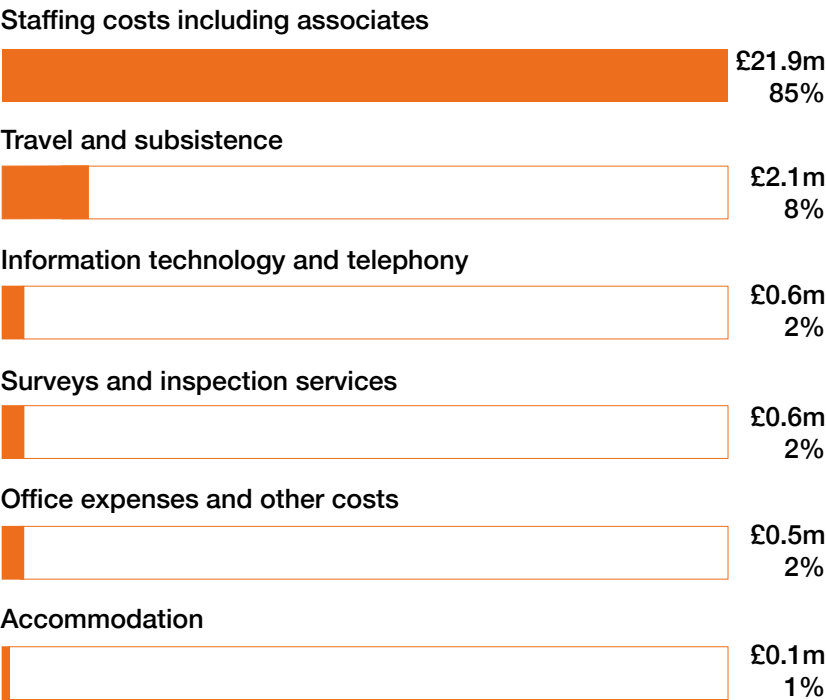 Staffing costs including associates
£21.9m
85%
Travel and subsistence
£2.1m
8%
Information technology and telephony
£0.6m
2%
Surveys and inspection services
£0.6m
2%
Office expenses and other costs
£0.5m
2%
Accommodation
£0.1m
1%